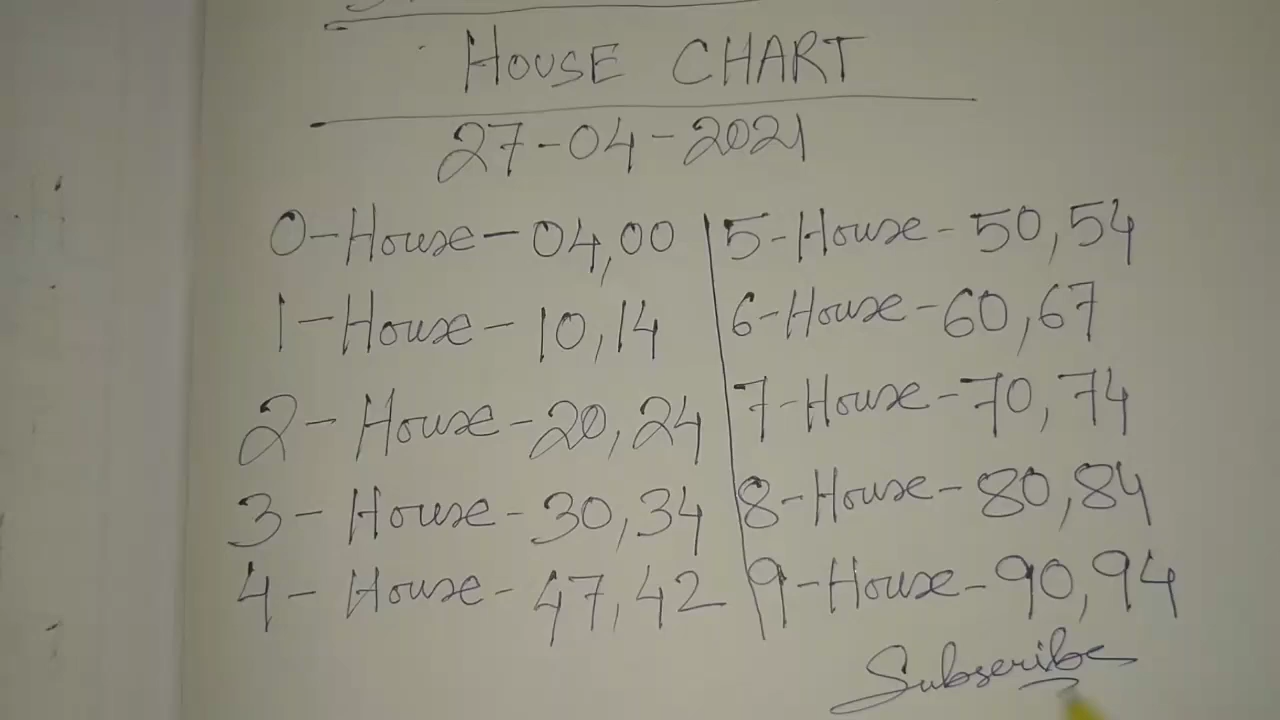 HOUSE CHART
27-04-2021
0-House-04,00
1-House-10,14
2-House-20,24
3-House-30,34
4-House-47,42
5-House-50,54
6-House-60,67
7-House-70,74
8-House-80,84
9-House-90,94
Subscribe